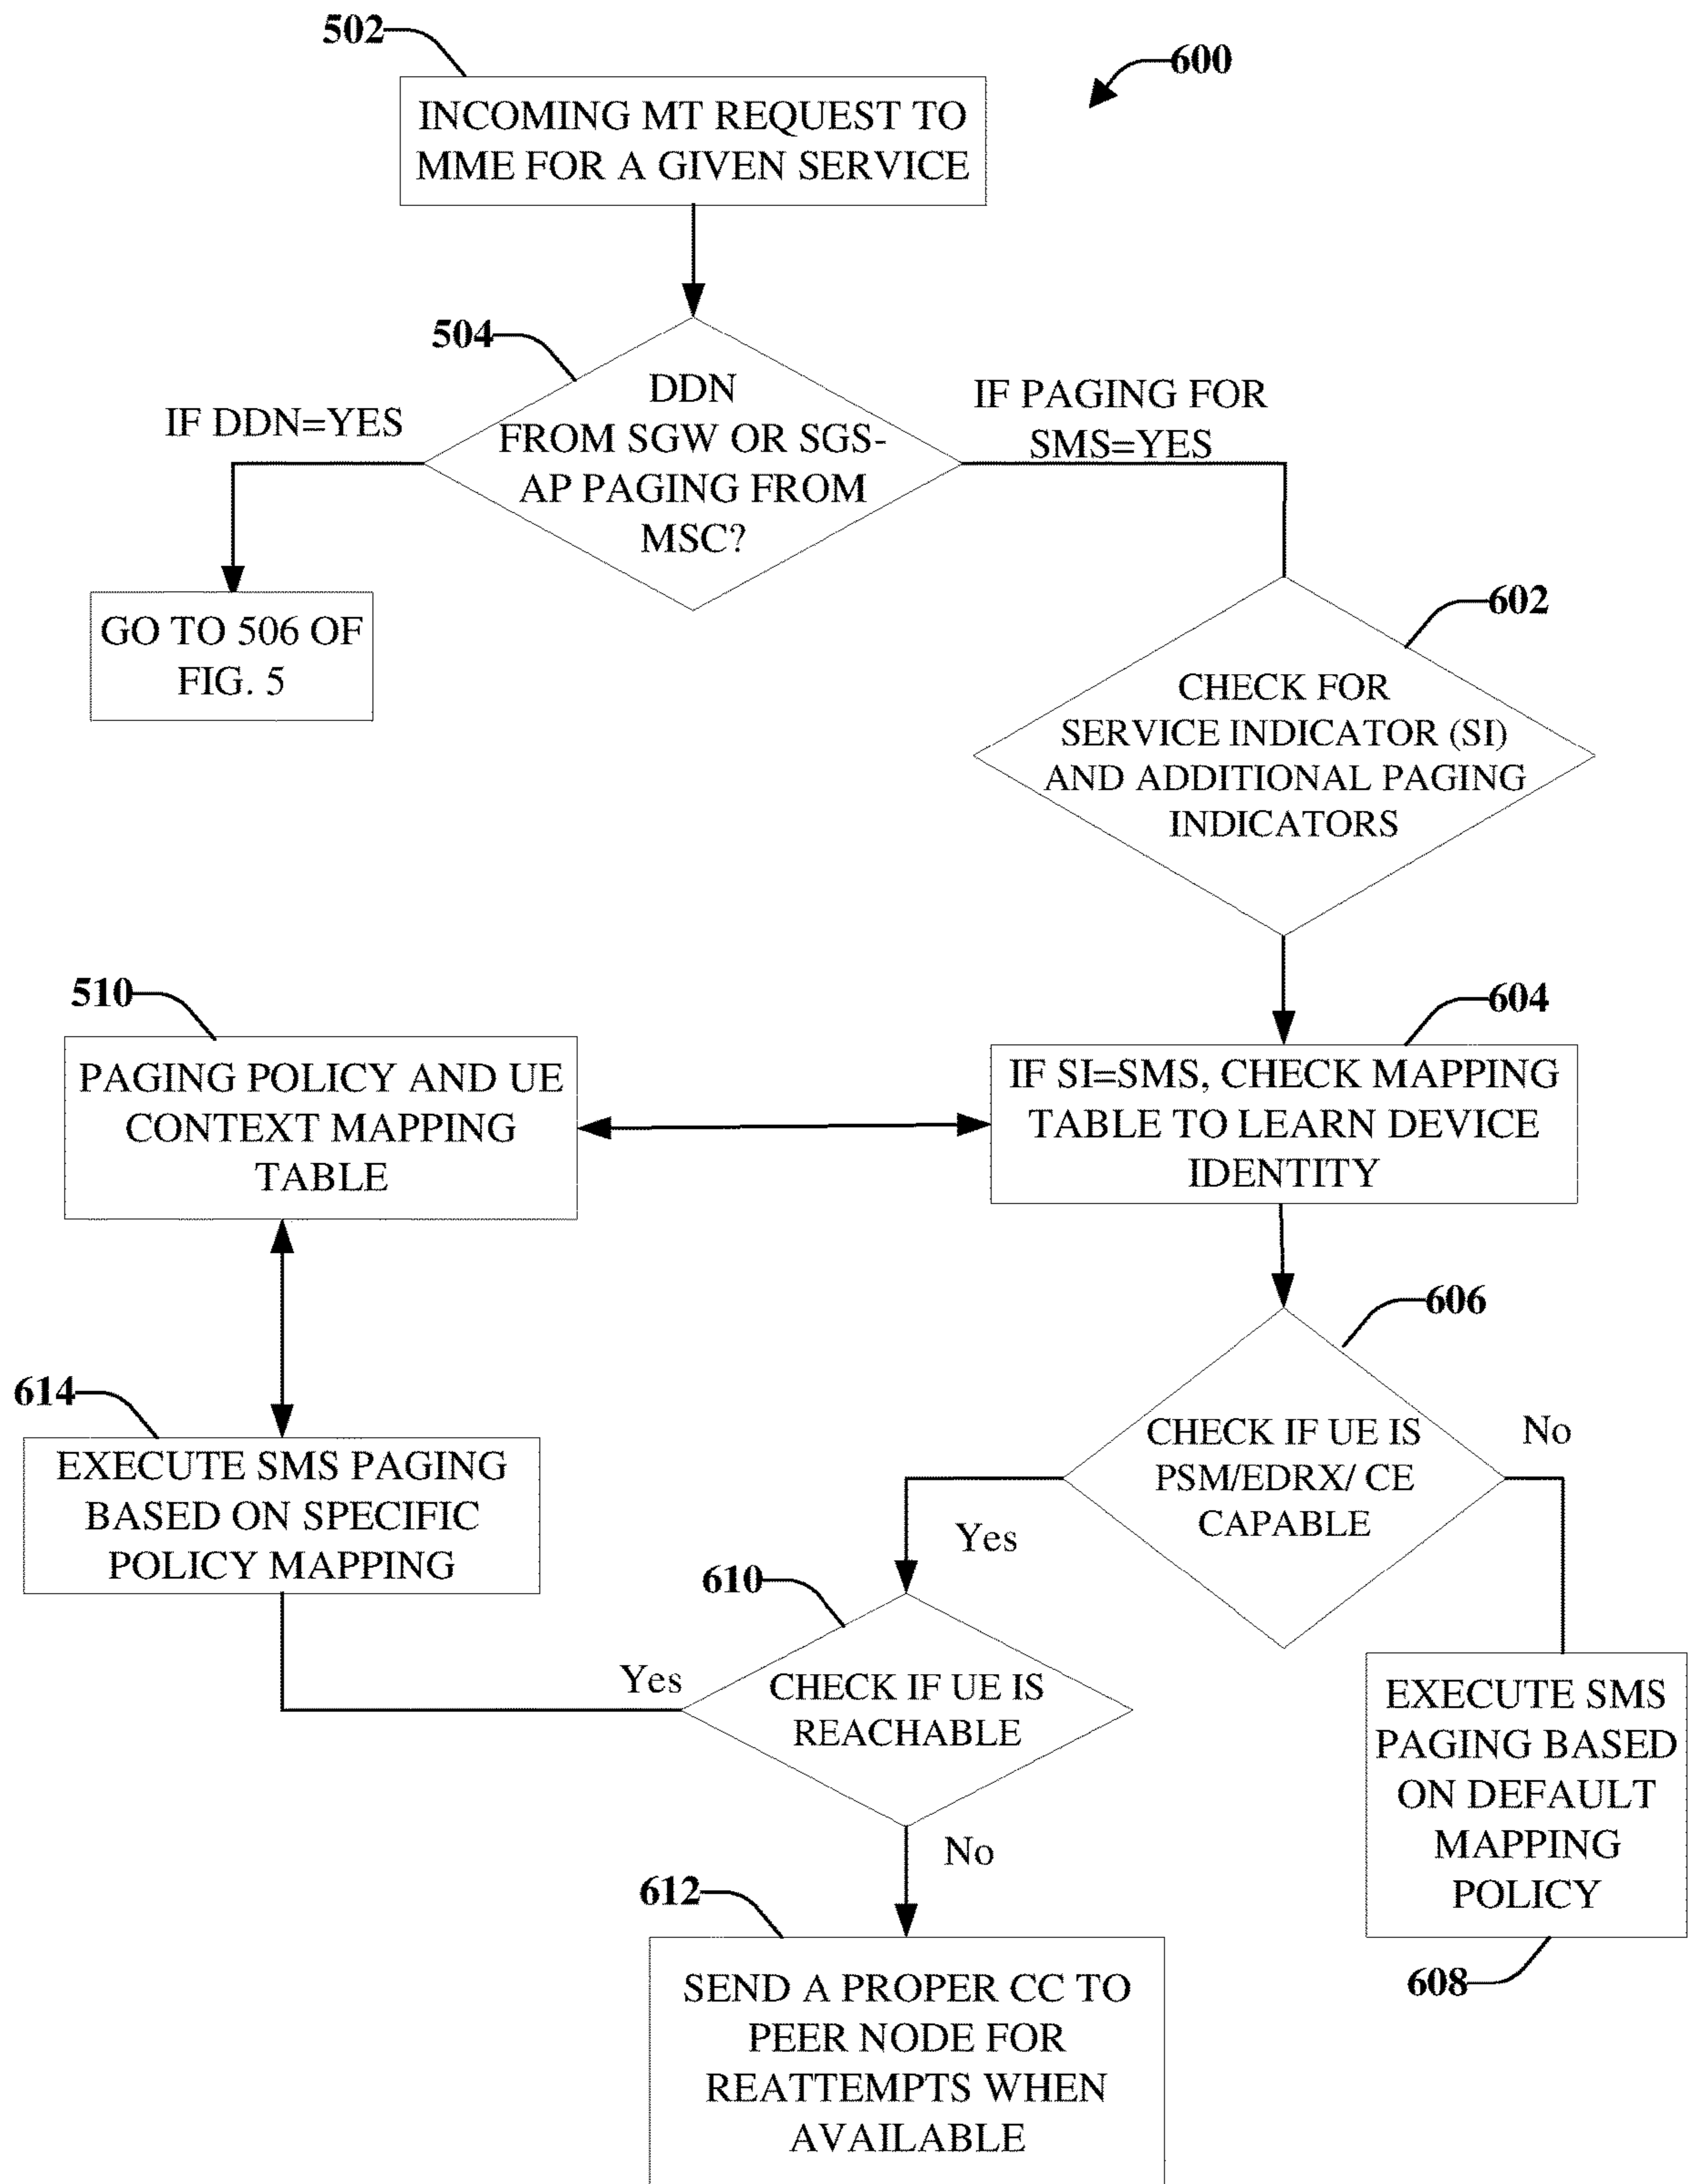 502
600
INCOMING MT REQUEST TO
MME FOR A GIVEN SERVICE
504
DDN
FROM SGW OR SGS-
AP PAGING FROM
MSC?
IF DDN=YES
IF PAGING FOR
SMS=YES
GO TO 506 OF
FIG. 5
602
CHECK FOR
SERVICE INDICATOR (SI)
AND ADDITIONAL PAGING
INDICATORS
510
PAGING POLICY AND UE
CONTEXT MAPPING
TABLE
604
IF SI=SMS, CHECK MAPPING
TABLE TO LEARN DEVICE
IDENTITY
606
CHECK IF UE IS
PSM/EDRX/ CE
CAPABLE
No
Yes
614
EXECUTE SMS PAGING
BASED ON SPECIFIC
POLICY MAPPING
610
CHECK IF UE IS
REACHABLE
Yes
No
EXECUTE SMS
PAGING BASED
ON DEFAULT
MAPPING
POLICY
608
612
SEND A PROPER CC TO
PEER NODE FOR
REATTEMPTS WHEN
AVAILABLE